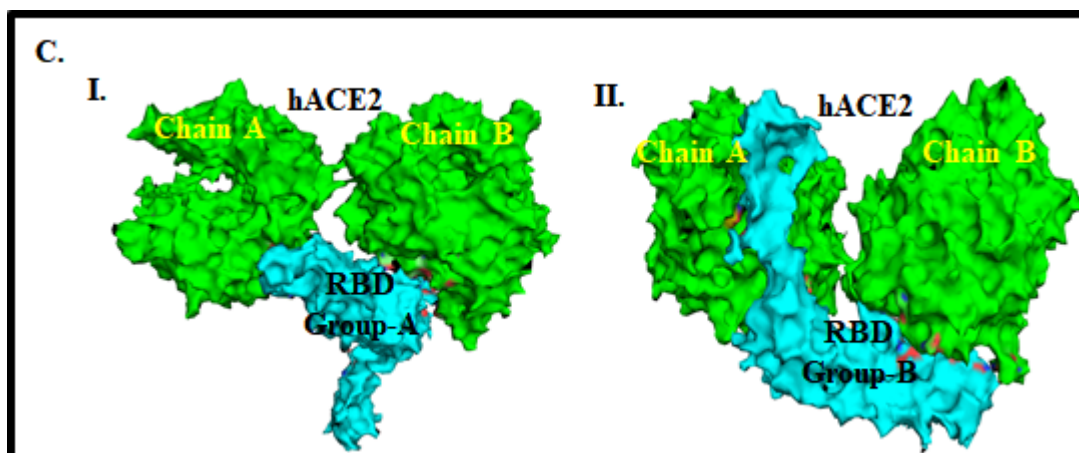 C.
I.
hACE2
Chain A
Chain B
RBD
Group-A
II.
hACE2
Chain A
Chain B
RBD
Group-B